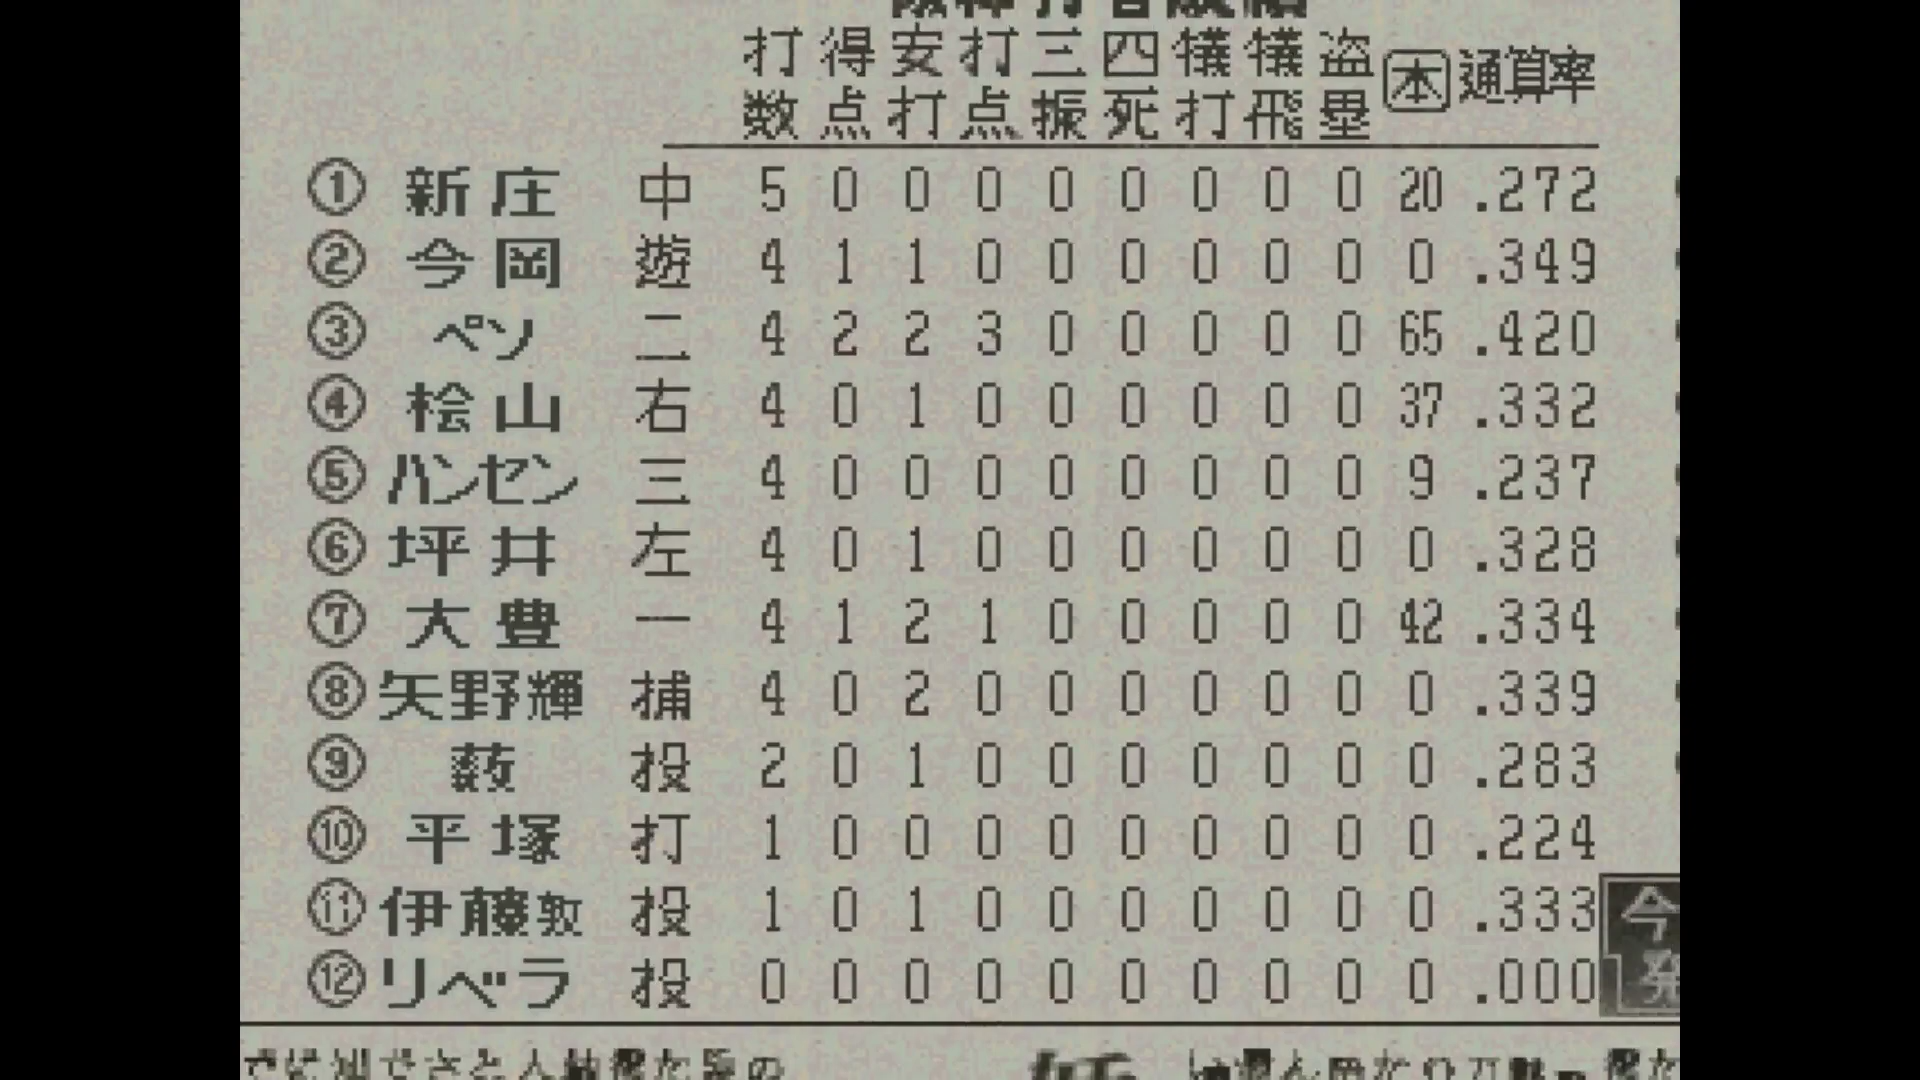 打数 得点 安打 打点 三振 四死 犠打 犠飛 盗塁 本 通算率
① 新庄 中 5 0 0 0 0 0 0 0 0 20 .272
② 今岡 遊 4 1 1 0 0 0 0 0 0 0 .349
③ ペソ 二 4 2 2 3 0 0 0 0 0 65 .420
④ 桧山 右 4 0 1 0 0 0 0 0 0 37 .332
⑤ ハンセン 三 4 0 0 0 0 0 0 0 0 9 .237
⑥ 坪井 左 4 0 1 0 0 0 0 0 0 0 .328
⑦ 大豊 一 4 1 2 1 0 0 0 0 0 42 .334
⑧ 矢野輝 捕 4 0 2 0 0 0 0 0 0 0 .339
⑨ 薮 投 2 0 1 0 0 0 0 0 0 0 .283
⑩ 平塚 打 1 0 0 0 0 0 0 0 0 0 .224
⑪ 伊藤敦 投 1 0 1 0 0 0 0 0 0 0 .333
⑫ リベラ 投 0 0 0 0 0 0 0 0 0 0 .000
今
発